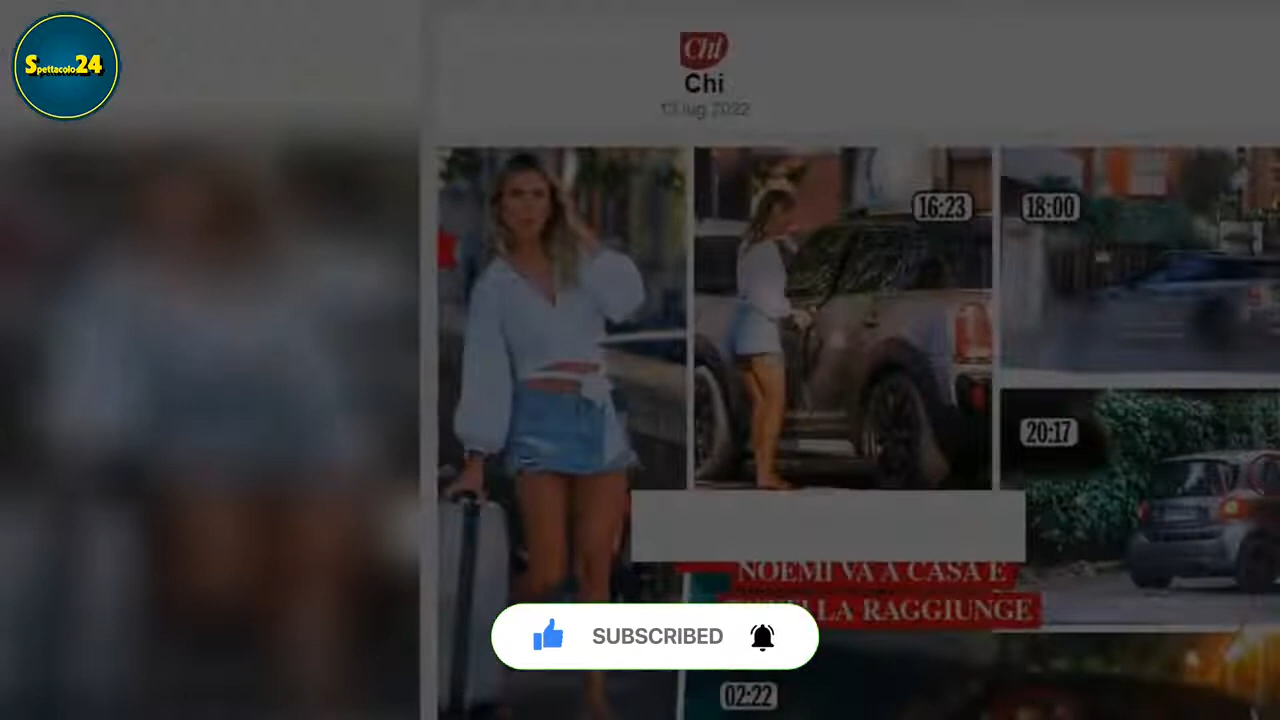 Spettacolo24
Chi
Chi
13 lug 2022
16:23
18:00
20:17
NOEMI VA A CASA E
LA RAGGIUNGE
SUBSCRIBED
02:22